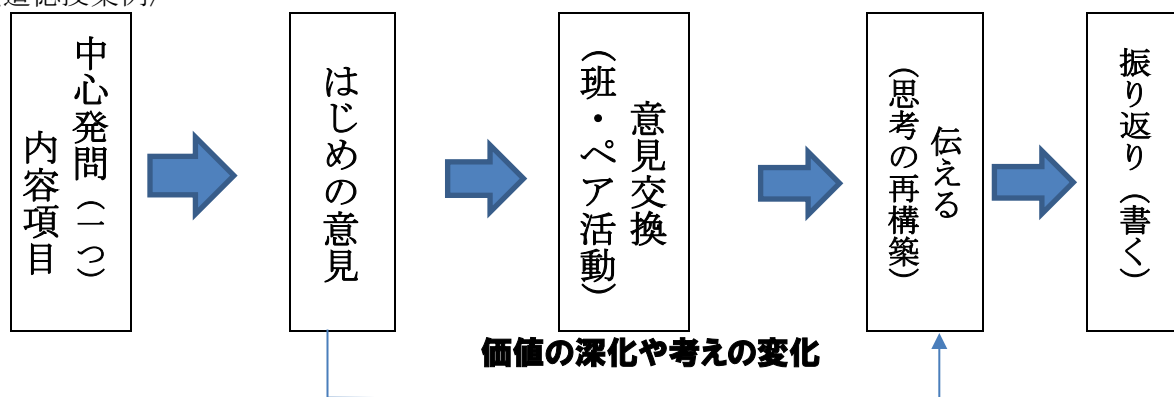 中心発問（一つ）
内容項目
はじめの意見
意見交換
（班・ペア活動）
伝える
（思考の再構築）
振り返り（書く）
価値の深化や考えの変化